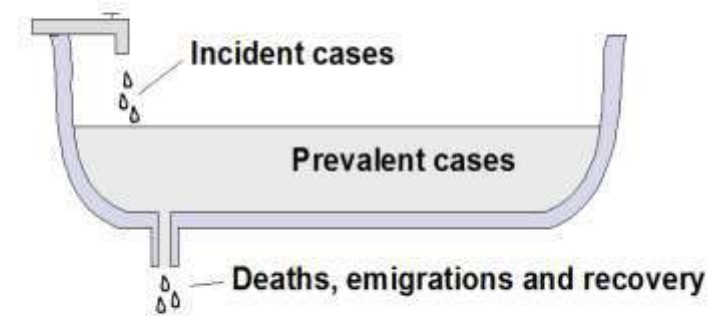 Incident cases
Prevalent cases
Deaths, emigrations and recovery